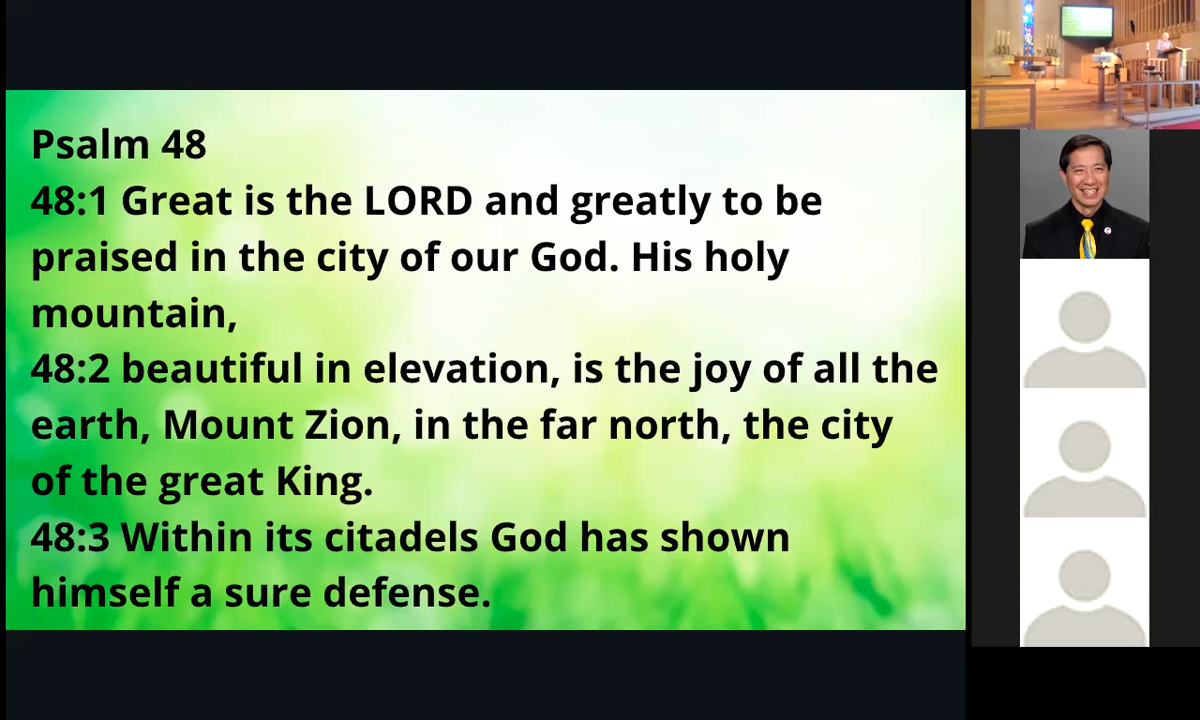 Psalm 48
48:1 Great is the LORD and greatly to be
praised in the city of our God. His holy
mountain,
48:2 beautiful in elevation, is the joy of all the
earth, Mount Zion, in the far north, the city
of the great King.
48:3 Within its citadels God has shown
himself a sure defense.